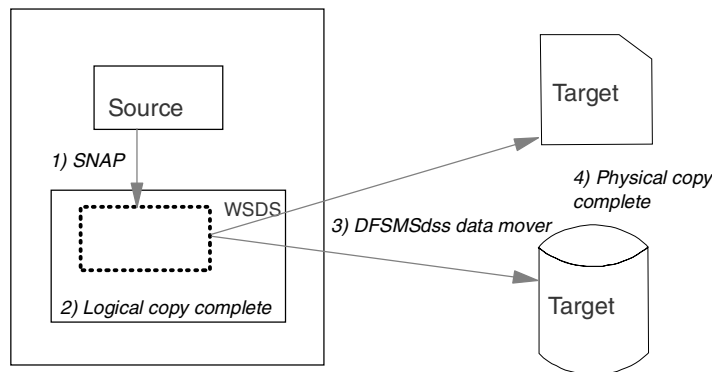 Source
Target
1) SNAP
WSDS
4) Physical copy
complete
3) DFSMSdss data mover
2) Logical copy complete
Target